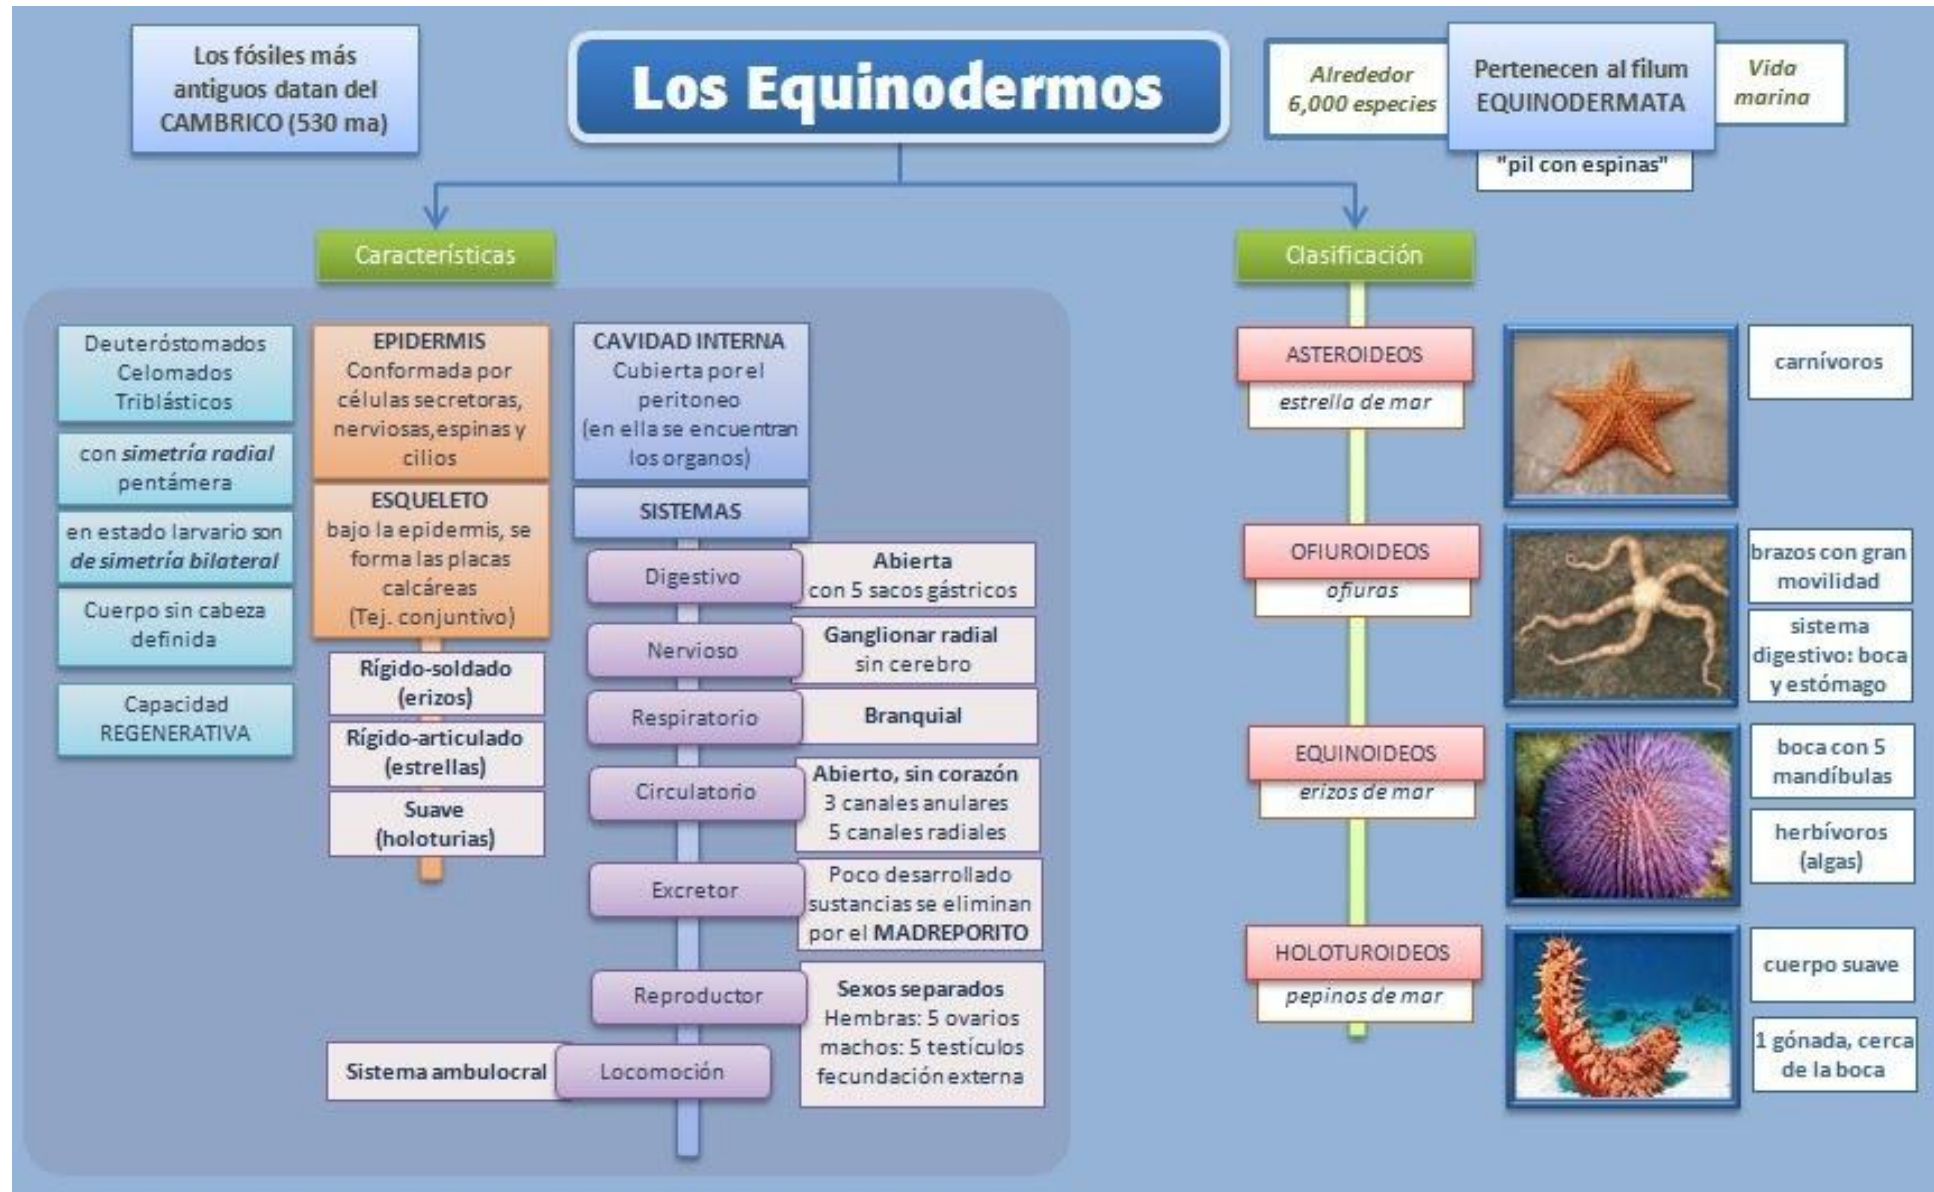 Los fósiles más
antiguos datan del
CAMBRICO (530 ma)
Los Equinodermos
Alrededor
6,000 especies
Pertenecen al filum
EQUINODERMATA
Vida
marina
"pil con espinas"
Características
Deuteróstomados
Celomados
Triblásticos
con simetría radial
pentámera
en estado larvario son
de simetría bilateral
Cuerpo sin cabeza
definida
Capacidad
REGENERATIVA
EPIDERMIS
Conformada por
células secretoras,
nerviosas,espinas y
cilios
ESQUELETO
bajo la epidermis, se
forma las placas
calcáreas
(Tej. conjuntivo)
Rígido-soldado
(erizos)
Rígido-articulado
(estrellas)
Suave
(holoturias)
CAVIDAD INTERNA
Cubierta por el
peritoneo
(en ella se encuentran
los organos)
SISTEMAS
Digestivo
Abierta
con 5 sacos gástricos
Nervioso
Ganglionar radial
sin cerebro
Respiratorio
Branquial
Circulatorio
Abierto, sin corazón
3 canales anulares
5 canales radiales
Excretor
Poco desarrollado
sustancias se eliminan
por el MADREPORITO
Reproductor
Sexos separados
Hembras: 5 ovarios
machos: 5 testículos
fecundación externa
Sistema ambulocral
Locomoción
Clasificación
ASTEROIDEOS
estrella de mar
carnívoros
OFIUROIDEOS
ofiuras
brazos con gran
movilidad
sistema
digestivo: boca
y estómago
EQUINOIDEOS
erizos de mar
boca con 5
mandíbulas
herbívoros
(algas)
HOLOTUROIDEOS
pepinos de mar
cuerpo suave
1 gónada, cerca
de la boca